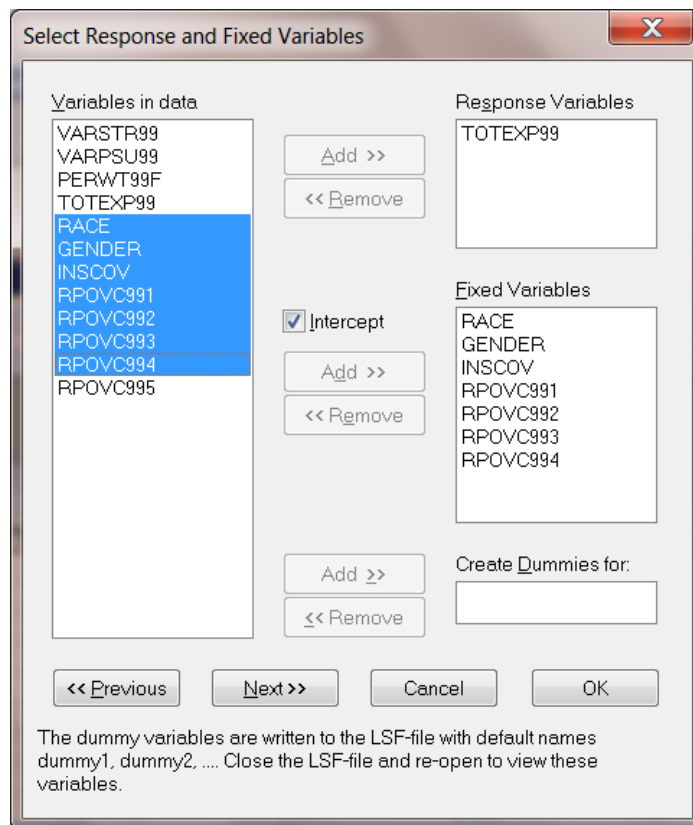 Select Response and Fixed Variables
X
Variables in data
VARSTR99
VARPSU99
PERWT99F
TOTEXP99
RACE
GENDER
INSCOV
RPOVC991
RPOVC992
RPOVC993
RPOVC994
RPOVC995
Add >>
<< Remove
Response Variables
TOTEXP99
Intercept
Add >>
<< Remove
Fixed Variables
RACE
GENDER
INSCOV
RPOVC991
RPOVC992
RPOVC993
RPOVC994
Add >>
<< Remove
Create Dummies for:
<< Previous
Next >>
Cancel
OK
The dummy variables are written to the LSF-file with default names
dummy1, dummy2, .... Close the LSF-file and re-open to view these
variables.